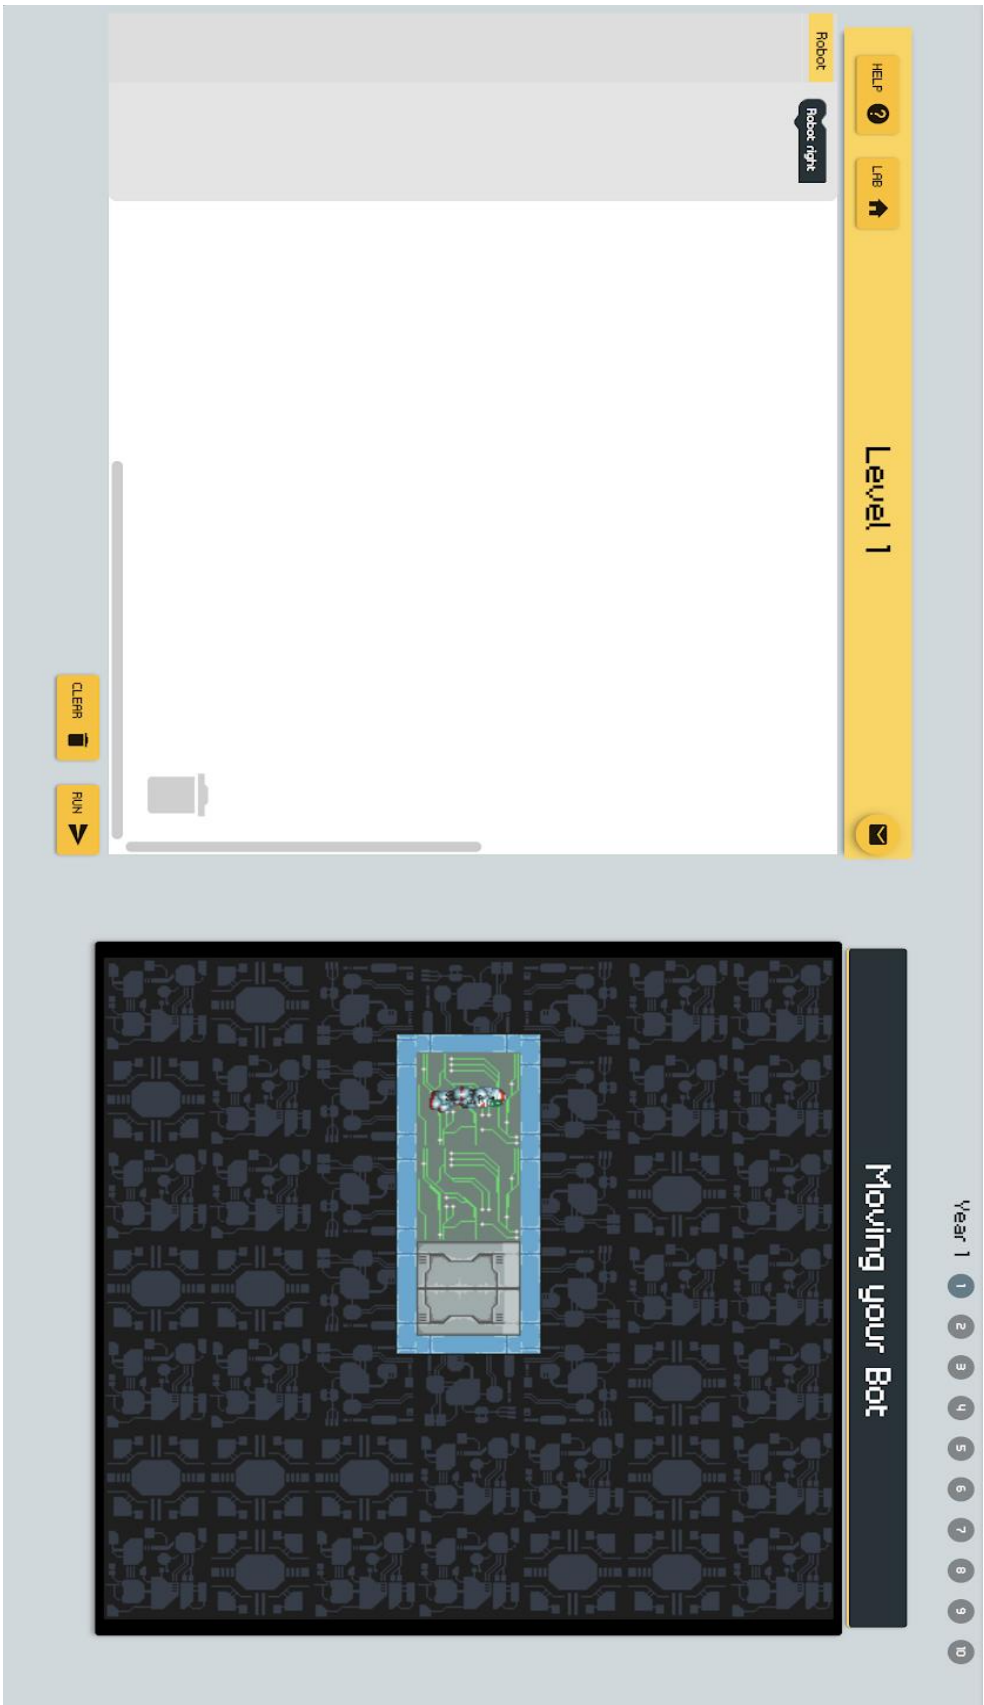 Year 1 1 2 3 4 5 6 7 8 9 10
HELP
LAB
Level 1
Moving your Bot
Robot
Robot right
CLEAR
RUN